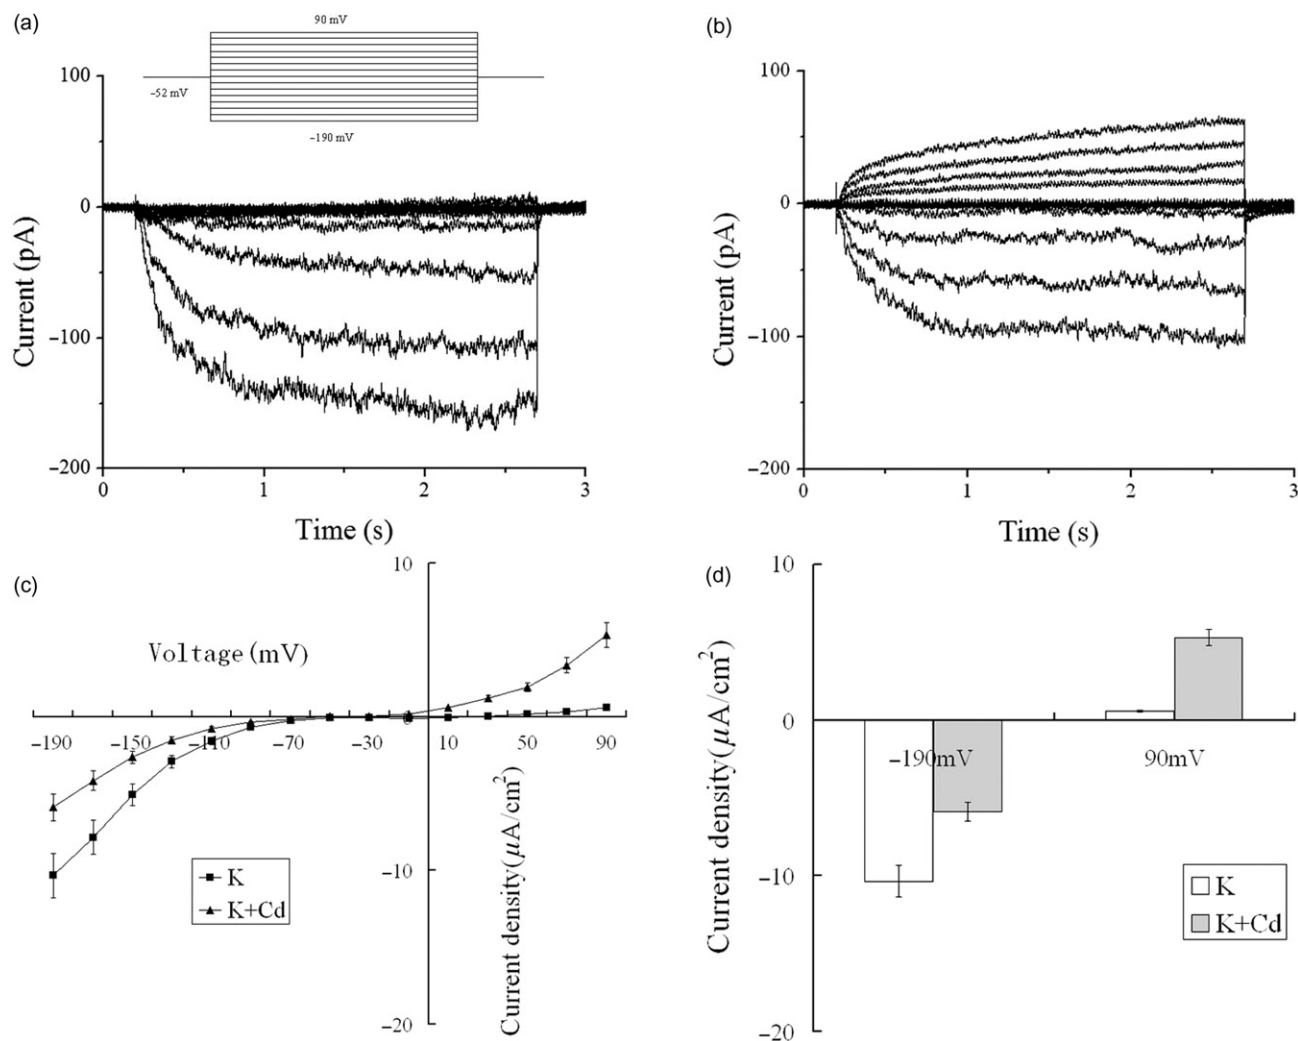 (a)
90 mV
−52 mV
−190 mV
100
0
−100
−200
0
1
2
3
Current (pA)
Time (s)
(b)
100
0
−100
−200
0
1
2
3
Current (pA)
Time (s)
(c)
10
Voltage(mV)
0
−190
−150
−110
−70
−30
10
50
90
−10
−20
Current density(μA/cm²)
K
K+Cd
(d)
10
0
−10
−20
Current density(μA/cm²)
−190mV
90mV
K
K+Cd